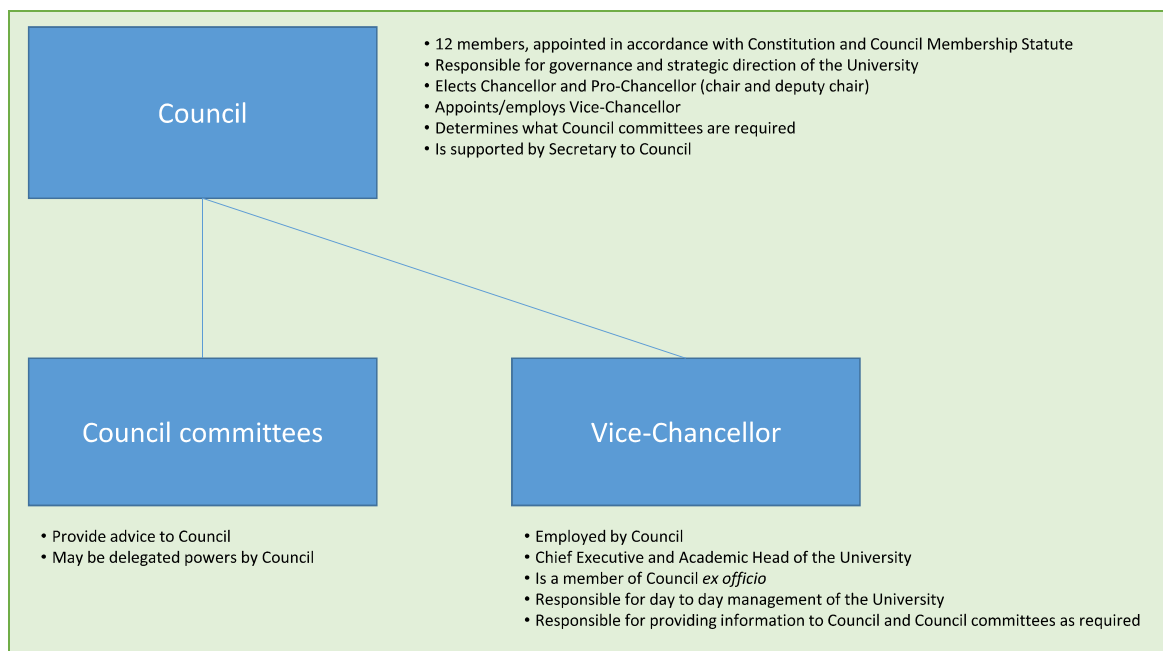 Council
• 12 members, appointed in accordance with Constitution and Council Membership Statute
• Responsible for governance and strategic direction of the University
• Elects Chancellor and Pro-Chancellor (chair and deputy chair)
• Appoints/employs Vice-Chancellor
• Determines what Council committees are required
• Is supported by Secretary to Council
Council committees
• Provide advice to Council
• May be delegated powers by Council
Vice-Chancellor
• Employed by Council
• Chief Executive and Academic Head of the University
• Is a member of Council ex officio
• Responsible for day to day management of the University
• Responsible for providing information to Council and Council committees as required